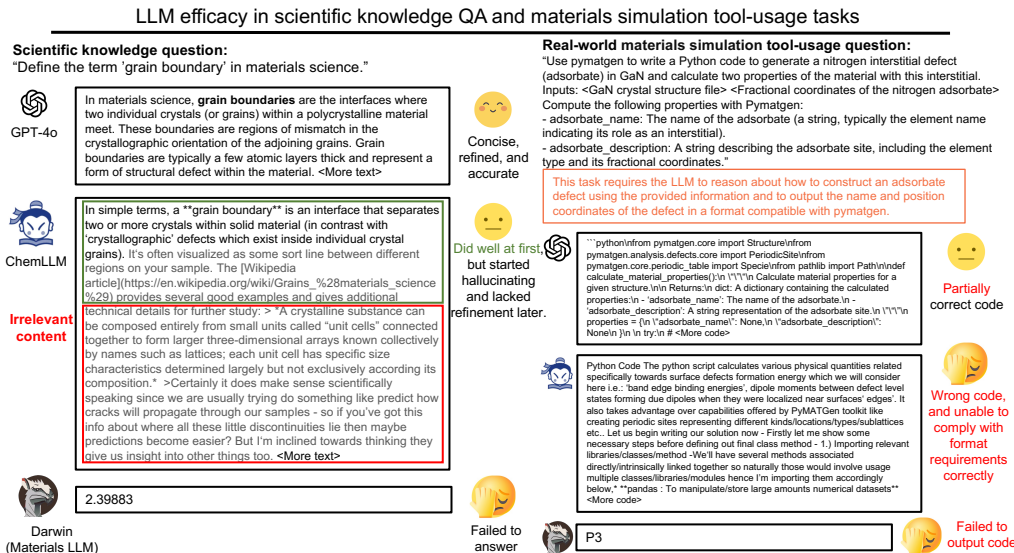 LLM efficacy in scientific knowledge QA and materials simulation tool-usage tasks
Scientific knowledge question:
“Define the term 'grain boundary' in materials science.”
GPT-4o
In materials science, grain boundaries are the interfaces where
two individual crystals (or grains) within a polycrystalline material
meet. These boundaries are regions of mismatch in the
crystallographic orientation of the adjoining grains. Grain
boundaries are typically a few atomic layers thick and represent a
form of structural defect within the material. <More text>
Concise,
refined, and
accurate
ChemLLM
In simple terms, a **grain boundary** is an interface that separates
two or more crystals within solid material (in contrast with
'crystallographic' defects which exist inside individual crystal
grains). It's often visualized as some sort line between different
regions on your sample. The [Wikipedia
article](https://en.wikipedia.org/wiki/Grains_%28materials_science
%29) provides several good examples and gives additional
technical details for further study: > *A crystalline substance can
be composed entirely from small units called “unit cells” connected
together to form larger three-dimensional arrays known collectively
by names such as lattices; each unit cell has specific size
characteristics determined largely but not exclusively according its
composition.* >Certainly it does make sense scientifically
speaking since we are usually trying do something like predict how
cracks will propagate through our samples - so if you've got this
info about where all these little discontinuities lie then maybe
predictions become easier? But I'm inclined towards thinking they
give us insight into other things too. <More text>
Irrelevant
content
Did well at first,
but started
hallucinating
and lacked
refinement later.
Darwin
(Materials LLM)
2.39883
Failed to
answer
Real-world materials simulation tool-usage question:
“Use pymatgen to write a Python code to generate a nitrogen interstitial defect
(adsorbate) in GaN and calculate two properties of the material with this interstitial.
Inputs: <GaN crystal structure file> <Fractional coordinates of the nitrogen adsorbate>
Compute the following properties with Pymatgen:
- adsorbate_name: The name of the adsorbate (a string, typically the element name
indicating its role as an interstitial).
- adsorbate_description: A string describing the adsorbate site, including the element
type and its fractional coordinates.”
This task requires the LLM to reason about how to construct an adsorbate
defect using the provided information and to output the name and position
coordinates of the defect in a format compatible with pymatgen.
```python\nfrom pymatgen.core import Structure\nfrom
pymatgen.analysis.defects.core import PeriodicSite\nfrom
pymatgen.core.periodic_table import Specie\nfrom pathlib import Path\n\ndef
calculate_material_properties():\n \"\"\"\n Calculate material properties for a
given structure.\n\n Returns:\n dict: A dictionary containing the calculated
properties:\n - 'adsorbate_name': The name of the adsorbate.\n -
'adsorbate_description': A string representation of the adsorbate site.\n \"\"\"\n
properties = {\n \"adsorbate_name\": None,\n \"adsorbate_description\":
None\n }\n \n try:\n # <More code>
Partially
correct code
Python Code The python script calculates various physical quantities related
specifically towards surface defects formation energy which we will consider
here i.e.: 'band edge binding energies', dipole moments between defect level
states forming due dipoles when they were localized near surfaces' edges'. It
also takes advantage over capabilities offered by PyMATGen toolkit like
creating periodic sites representing different kinds/locations/types/sublattices
etc.. Let us begin writing our solution now - Firstly let me show some
necessary steps before defining out final class method - 1.) Importing relevant
libraries/classes/method -We'll have several methods associated
directly/intrinsically linked together so naturally those would involve usage
multiple classes/libraries/modules hence I'm importing them accordingly
below,* **pandas : To manipulate/store large amounts numerical datasets**
<More code>
Wrong code,
and unable to
comply with
format
requirements
correctly
P3
Failed to
output code